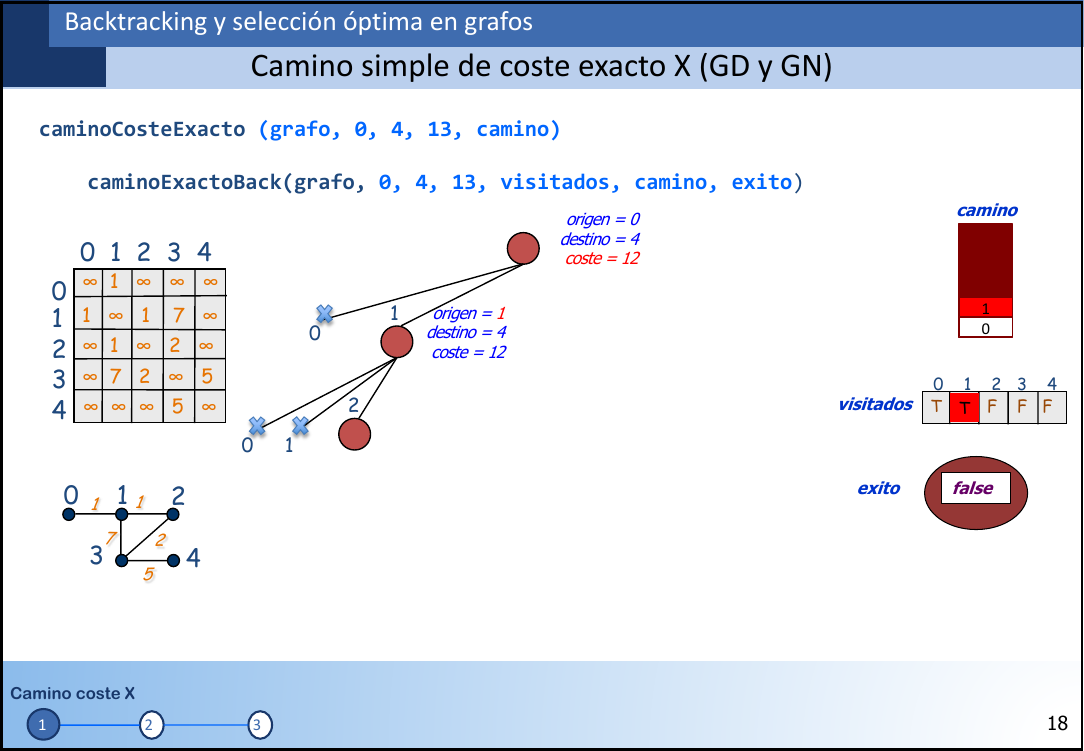 Backtracking y selección óptima en grafos
Camino simple de coste exacto X (GD y GN)
caminoCosteExacto (grafo, 0, 4, 13, camino)
caminoExactoBack(grafo, 0, 4, 13, visitados, camino, exito)
origen = 0
destino = 4
coste = 12
camino
1
0
0 1 2 3 4
0 ∞ 1 ∞ ∞ ∞
1 1 ∞ 1 7 ∞
2 ∞ 1 ∞ 2 ∞
3 ∞ 7 2 ∞ 5
4 ∞ ∞ ∞ 5 ∞
0
1
origen = 1
destino = 4
coste = 12
0
1
2
0 1 2 3 4
visitados T T F F F
exito false
0 1 1 1 2
7 2
3 4
5
Camino coste X
1 2 3
18